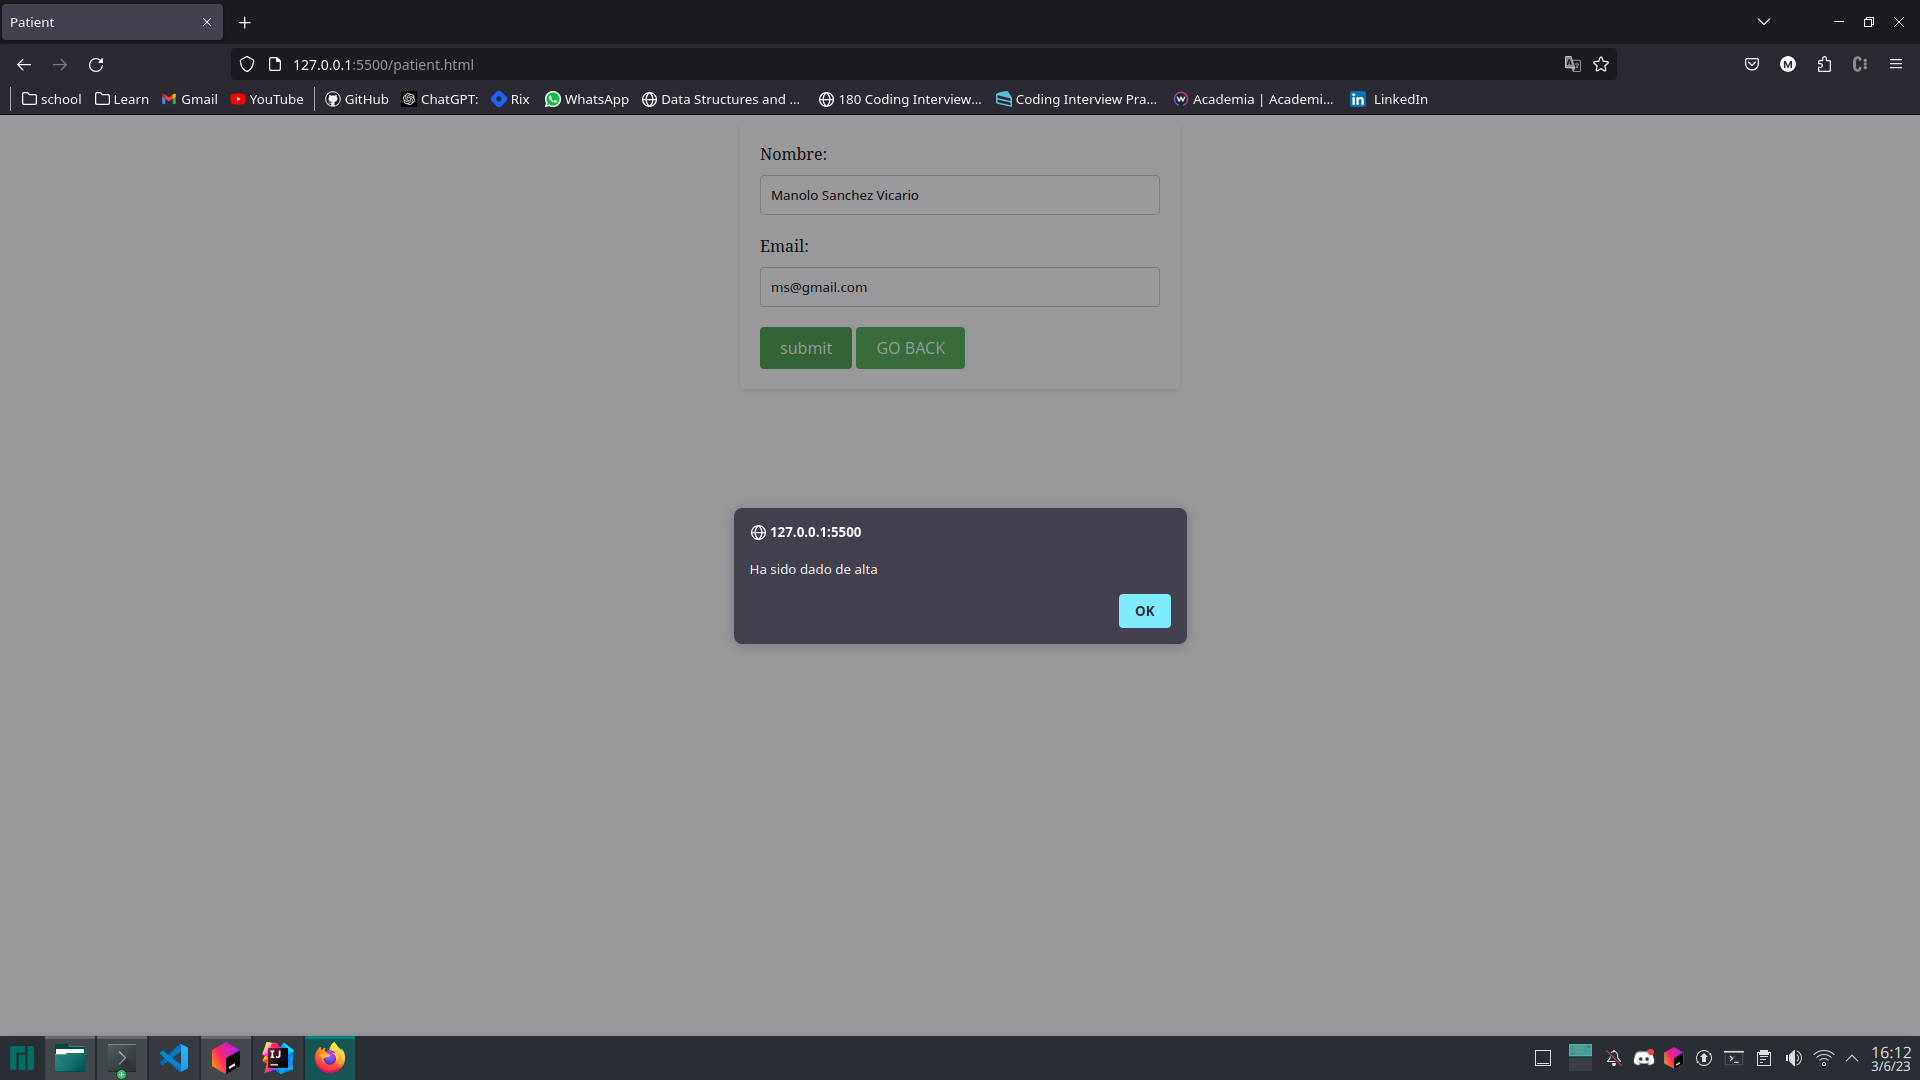 Patient
127.0.0.1:5500/patient.html
school
Learn
Gmail
YouTube
GitHub
ChatGPT:
Rix
WhatsApp
Data Structures and ...
180 Coding Interview...
Coding Interview Pra...
Academia | Academi...
LinkedIn
Nombre:
Manolo Sanchez Vicario
Email:
ms@gmail.com
submit
GO BACK
127.0.0.1:5500
Ha sido dado de alta
OK
16:12
3/6/23